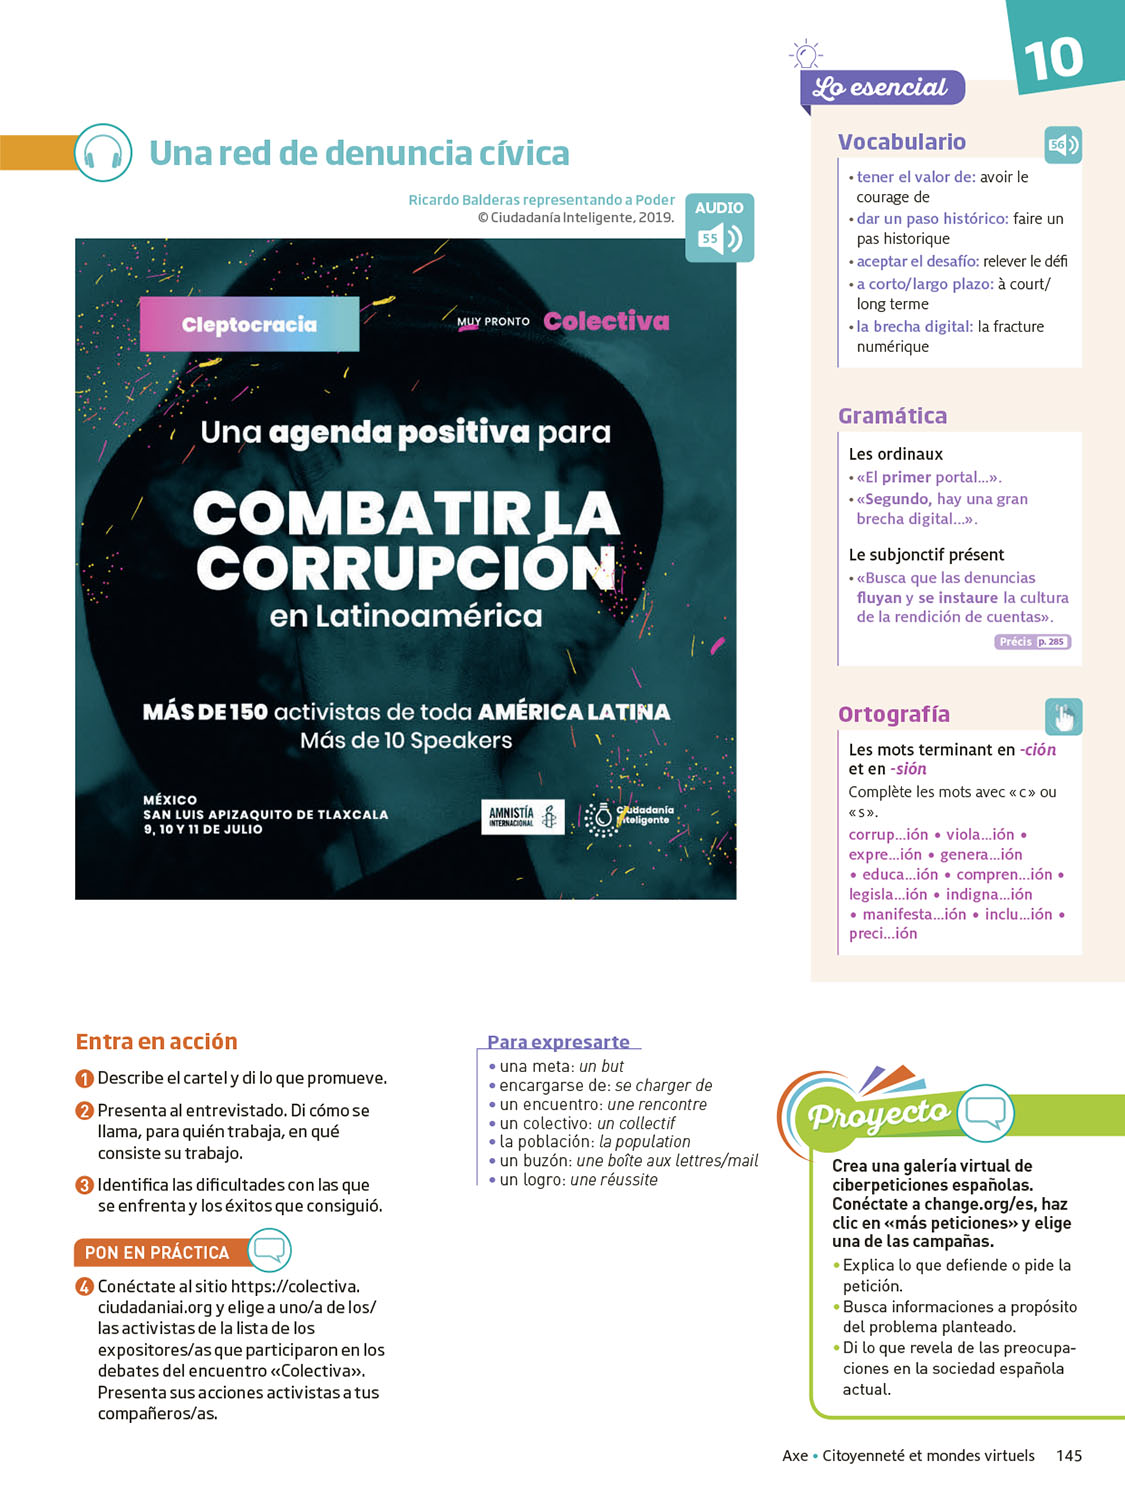 10
Lo esencial
Una red de denuncia cívica
Ricardo Balderas representando a Poder
© Ciudadanía Inteligente, 2019.
AUDIO
55
Cleptocracia
MUY PRONTO Colectiva
Una agenda positiva para
COMBATIR LA
CORRUPCIÓN
en Latinoamérica
MÁS DE 150 activistas de toda AMÉRICA LATINA
Más de 10 Speakers
MÉXICO
SAN LUIS APIZAQUITO DE TLAXCALA
9, 10 Y 11 DE JULIO
AMNISTÍA
INTERNACIONAL
Ciudadanía
Inteligente
Vocabulario
56
• tener el valor de: avoir le
courage de
• dar un paso histórico: faire un
pas historique
• aceptar el desafío: relever le défi
• a corto/largo plazo: à court/
long terme
• la brecha digital: la fracture
numérique
Gramática
Les ordinaux
• «El primer portal...».
• «Segundo, hay una gran
brecha digital...».
Le subjonctif présent
• «Busca que las denuncias
fluyan y se instaure la cultura
de la rendición de cuentas».
Précis p. 285
Ortografía
Les mots terminant en -ción
et en -sión
Complète les mots avec « c » ou
« s ».
corrup...ión • viola...ión •
expre...ión • genera...ión
• educa...ión • compren...ión •
legisla...ión • indigna...ión
• manifesta...ión • inclu...ión •
preci...ión
Entra en acción
1 Describe el cartel y di lo que promueve.
2 Presenta al entrevistado. Di cómo se
llama, para quién trabaja, en qué
consiste su trabajo.
3 Identifica las dificultades con las que
se enfrenta y los éxitos que consiguió.
PON EN PRÁCTICA
4 Conéctate al sitio https://colectiva.
ciudadaniai.org y elige a uno/a de los/
las activistas de la lista de los
expositores/as que participaron en los
debates del encuentro «Colectiva».
Presenta sus acciones activistas a tus
compañeros/as.
Para expresarte
• una meta: un but
• encargarse de: se charger de
• un encuentro: une rencontre
• un colectivo: un collectif
• la población: la population
• un buzón: une boîte aux lettres/mail
• un logro: une réussite
Proyecto
Crea una galería virtual de
ciberpeticiones españolas.
Conéctate a change.org/es, haz
clic en «más peticiones» y elige
una de las campañas.
• Explica lo que defiende o pide la
petición.
• Busca informaciones a propósito
del problema planteado.
• Di lo que revela de las preocupa-
ciones en la sociedad española
actual.
Axe • Citoyenneté et mondes virtuels 145